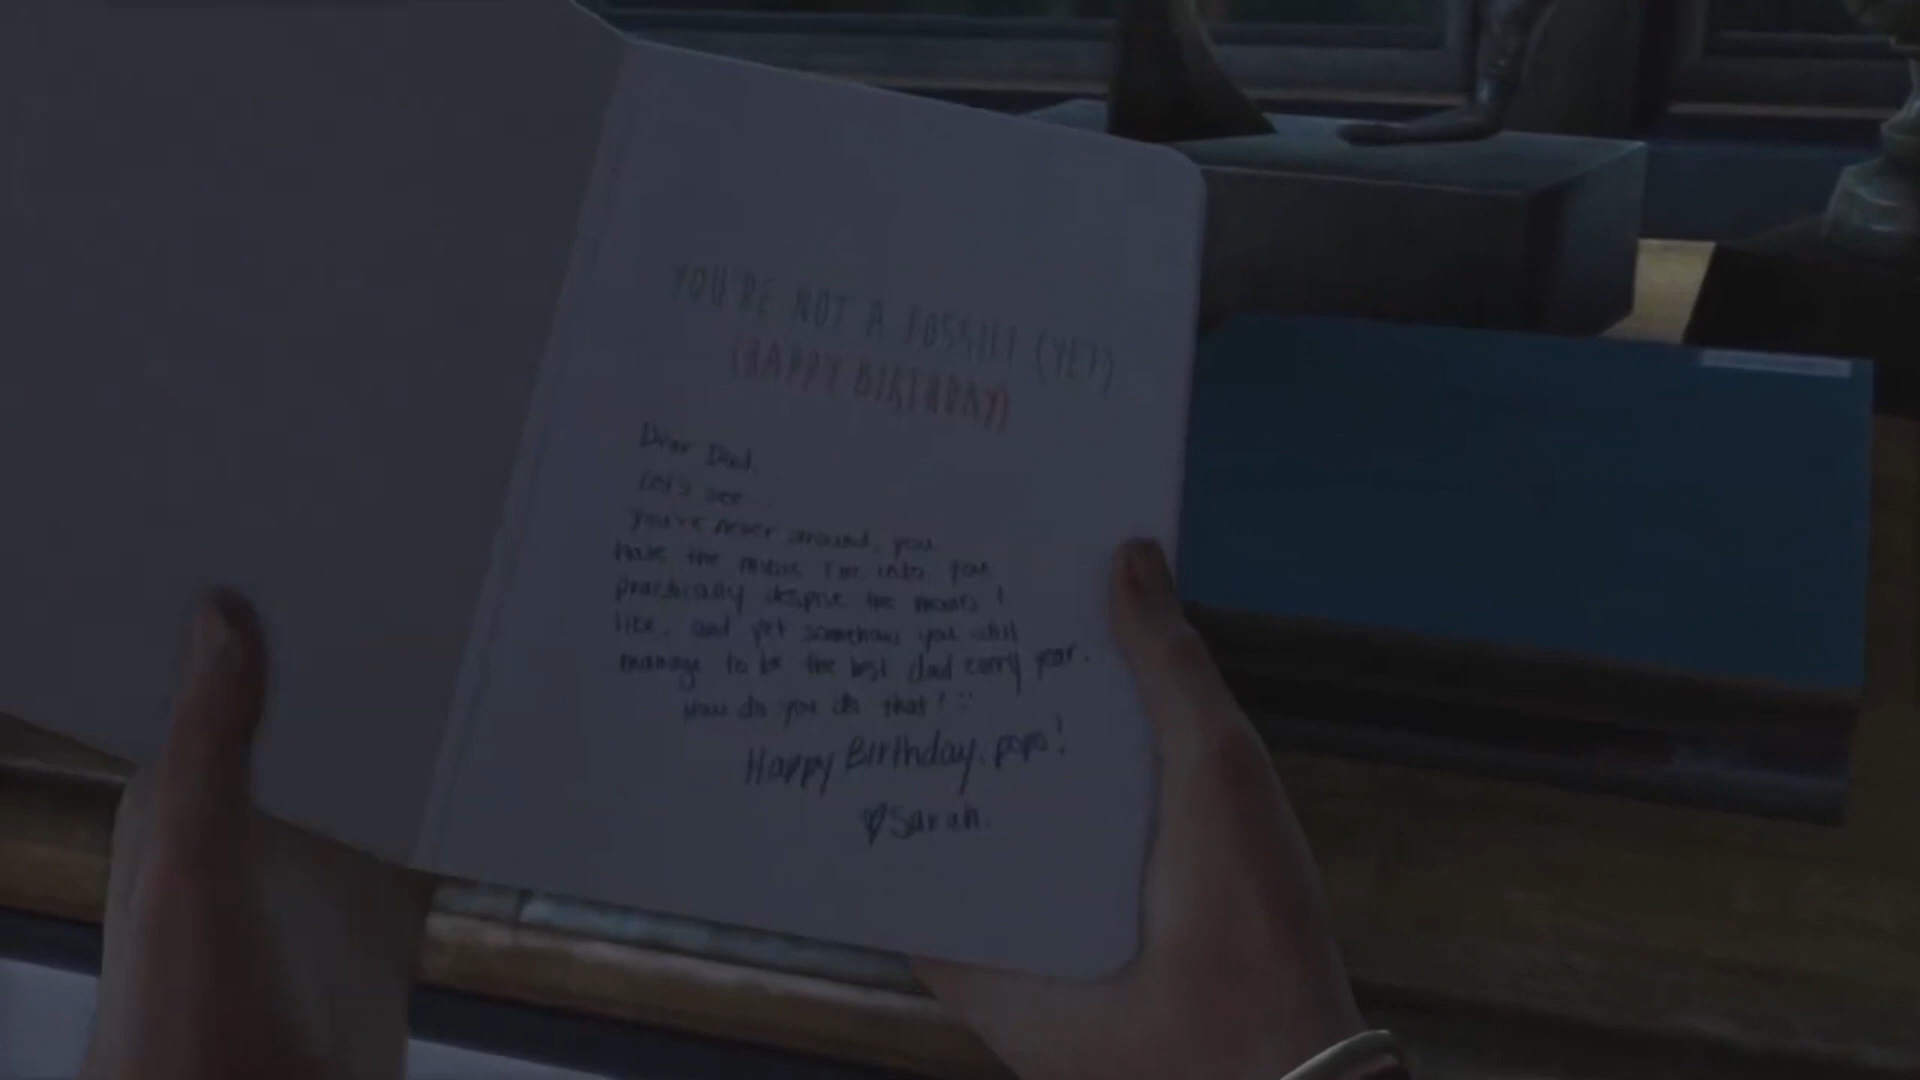 YOU'RE NOT A FOSSIL! (YET)
(HAPPY BIRTHDAY)
Dear Dad,
Let's see...
You're never around, you
hate the music I'm into, you
practically despise the movies I
like, and yet somehow you still
manage to be the best dad every year.
How do you do that? :)
Happy Birthday, papa!
Sarah.